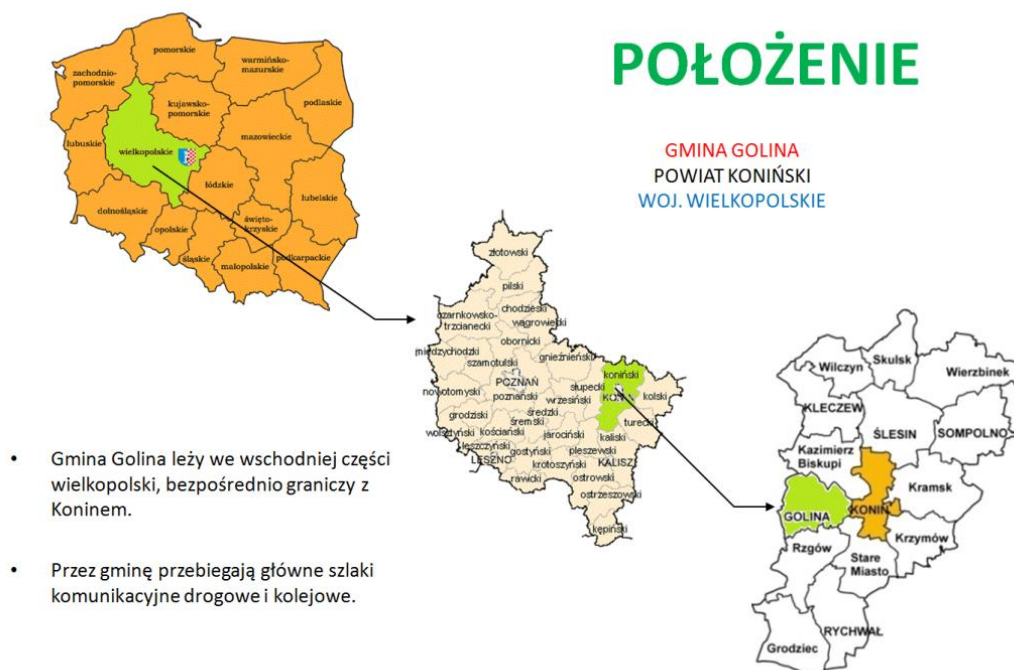 POŁOŻENIE
GMINA GOLINA
POWIAT KONIŃSKI
WOJ. WIELKOPOLSKIE
pomorskie
zachodnio-
pomorskie
warmińsko-
mazurskie
podlaskie
kujawsko-
pomorskie
mazowieckie
lubuskie
wielkopolskie
łódzkie
lubelskie
dolnośląskie
opolskie
święto-
krzyskie
śląskie
małopolskie
podkarpackie
złotowski
pilski
chodzieski
czarnkowsko-
trzcianecki
wągrowiecki
obornicki
międzychodzki
szamotulski
gnieźnieński
koniński
POZNAŃ
słupecki
nowotomyski
poznański
wrzesiński
kolski
średzki
grodziski
śremski
turecki
wolsztyński
kościański
jarociński
kaliski
leszczyński
gostyński
pleszewski
LESZNO
krotoszyński
KALISZ
rawicki
ostrowski
ostrzeszowski
kępiński
Wilczyn
Skulsk
Wierzbinek
KLECZEW
ŚLESIN
SOMPOLNO
Kazimierz
Biskupi
Kramsk
GOLINA
KONIN
Krzymów
Rzgów
Stare
Miasto
RYCHWAŁ
Grodziec
• Gmina Golina leży we wschodniej części
wielkopolski, bezpośrednio graniczy z
Koninem.
• Przez gminę przebiegają główne szlaki
komunikacyjne drogowe i kolejowe.